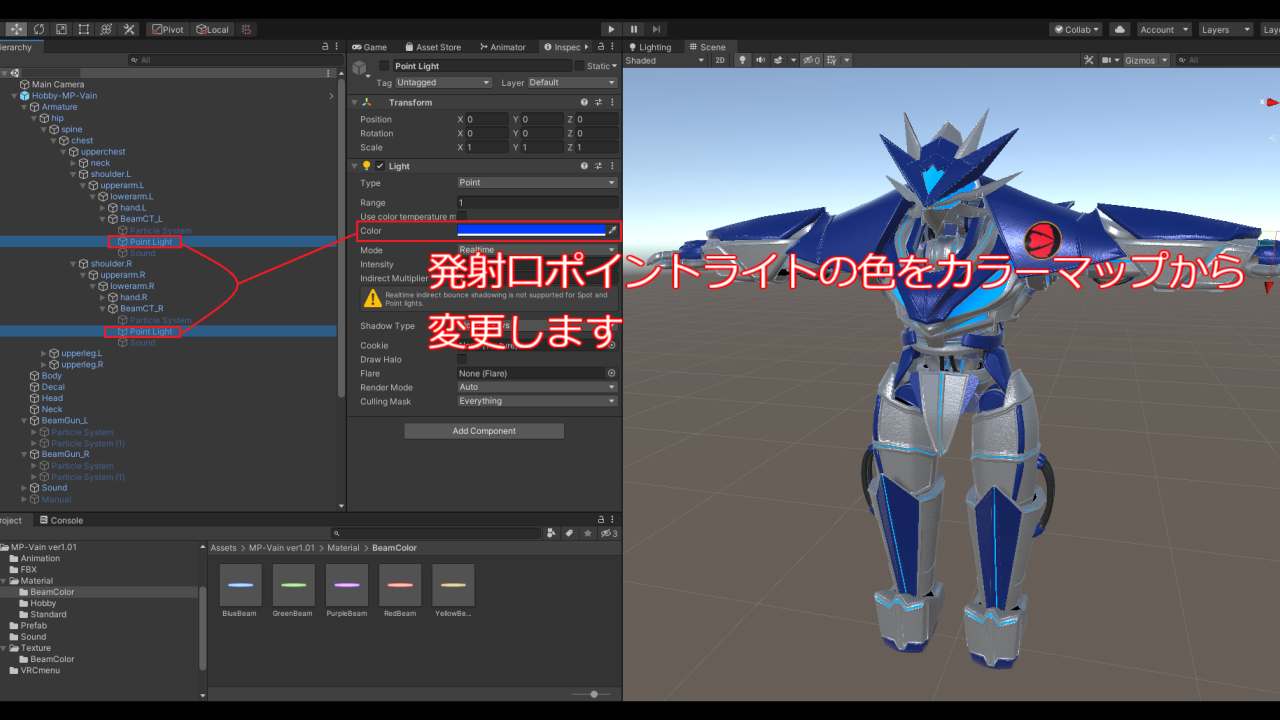 Pivot
Local
Collab
Account
Layers
Lay
ierarchy
All
Main Camera
Hobby-MP-Vain
Armature
hip
spine
chest
upperchest
neck
shoulder.L
upperarm.L
lowerarm.L
hand.L
BeamCT_L
Particle System
Point Light
Sound
shoulder.R
upperarm.R
lowerarm.R
hand.R
BeamCT_R
Particle System
Point Light
Sound
upperleg.L
upperleg.R
Body
Decal
Head
Neck
BeamGun_L
Particle System
Particle System (1)
BeamGun_R
Particle System
Particle System (1)
Sound
Manual
Game
Asset Store
Animator
Inspec
Point Light
Static
Tag Untagged
Layer Default
Transform
Position X 0 Y 0 Z 0
Rotation X 0 Y 0 Z 0
Scale X 1 Y 1 Z 1
Light
Type Point
Range 1
Use color temperature m
Color
Mode Realtime
Intensity
Indirect Multiplier
Realtime indirect bounce shadowing is not supported for Spot and
Point lights.
Shadow Type
Cookie
Draw Halo
Flare None (Flare)
Render Mode Auto
Culling Mask Everything
Add Component
発射口ポイントライトの色をカラーマップから
変更します
Lighting
Scene
Shaded
2D
0
Gizmos
All
x
roject
Console
3
MP-Vain ver1.01
Animation
FBX
Material
BeamColor
Hobby
Standard
Prefab
Sound
Texture
BeamColor
VRCmenu
Assets > MP-Vain ver1.01 > Material > BeamColor
BlueBeam
GreenBeam
PurpleBeam
RedBeam
YellowBe...